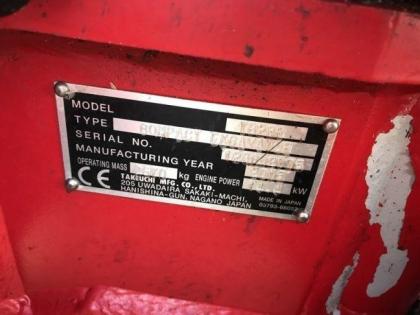 MODEL
TYPE COMPACT EXCAVATOR
SERIAL NO.
MANUFACTURING YEAR
OPERATING MASS kg ENGINE POWER kW
CE TAKEUCHI MFG. CO., LTD.
205 UWADAIRA SAKAKI-MACHI,
HANISHINA-GUN, NAGANO JAPAN
MADE IN JAPAN